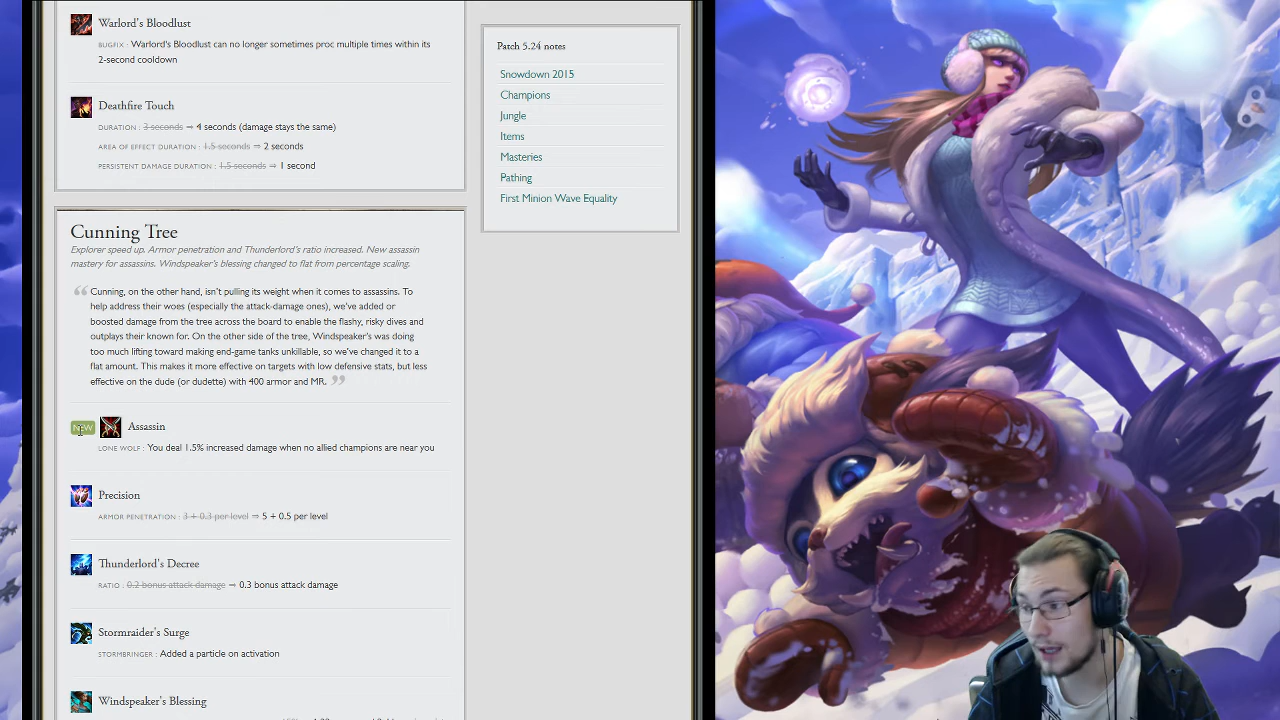 Warlord's Bloodlust
BUGFIX : Warlord's Bloodlust can no longer sometimes proc multiple times within its
2-second cooldown
Deathfire Touch
DURATION : 3 seconds ⇒ 4 seconds (damage stays the same)
AREA OF EFFECT DURATION : 1.5 seconds ⇒ 2 seconds
PERSISTENT DAMAGE DURATION : 1.5 seconds ⇒ 1 second
Cunning Tree
Explorer speed up. Armor penetration and Thunderlord's ratio increased. New assassin
mastery for assassins. Windspeaker's blessing changed to flat from percentage scaling.
“ Cunning, on the other hand, isn't pulling its weight when it comes to assassins. To
help address their woes (especially the attack-damage ones), we've added or
boosted damage from the tree across the board to enable the flashy, risky dives and
outplays their known for. On the other side of the tree, Windspeaker's was doing
too much lifting toward making end-game tanks unkillable, so we've changed it to a
flat amount. This makes it more effective on targets with low defensive stats, but less
effective on the dude (or dudette) with 400 armor and MR. ”
NEW Assassin
LONE WOLF : You deal 1.5% increased damage when no allied champions are near you
Precision
ARMOR PENETRATION : 3 + 0.3 per level ⇒ 5 + 0.5 per level
Thunderlord's Decree
RATIO : 0.2 bonus attack damage ⇒ 0.3 bonus attack damage
Stormraider's Surge
STORMBRINGER : Added a particle on activation
Windspeaker's Blessing
Patch 5.24 notes
Snowdown 2015
Champions
Jungle
Items
Masteries
Pathing
First Minion Wave Equality